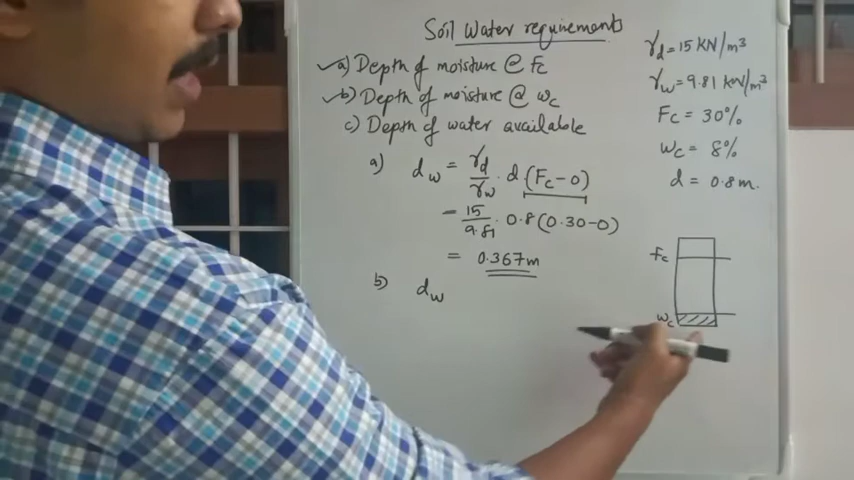 Soil Water requirements
a) Depth of moisture @ Fc
b) Depth of moisture @ wc
c) Depth of water available
a) dw = γd/γw . d (Fc-0)
= 15/9.81 . 0.8 (0.30-0)
= 0.367m
b) dw
γd = 15 KN/m³
γw = 9.81 KN/m³
Fc = 30%
wc = 8%
d = 0.8 m.
Fc
wc